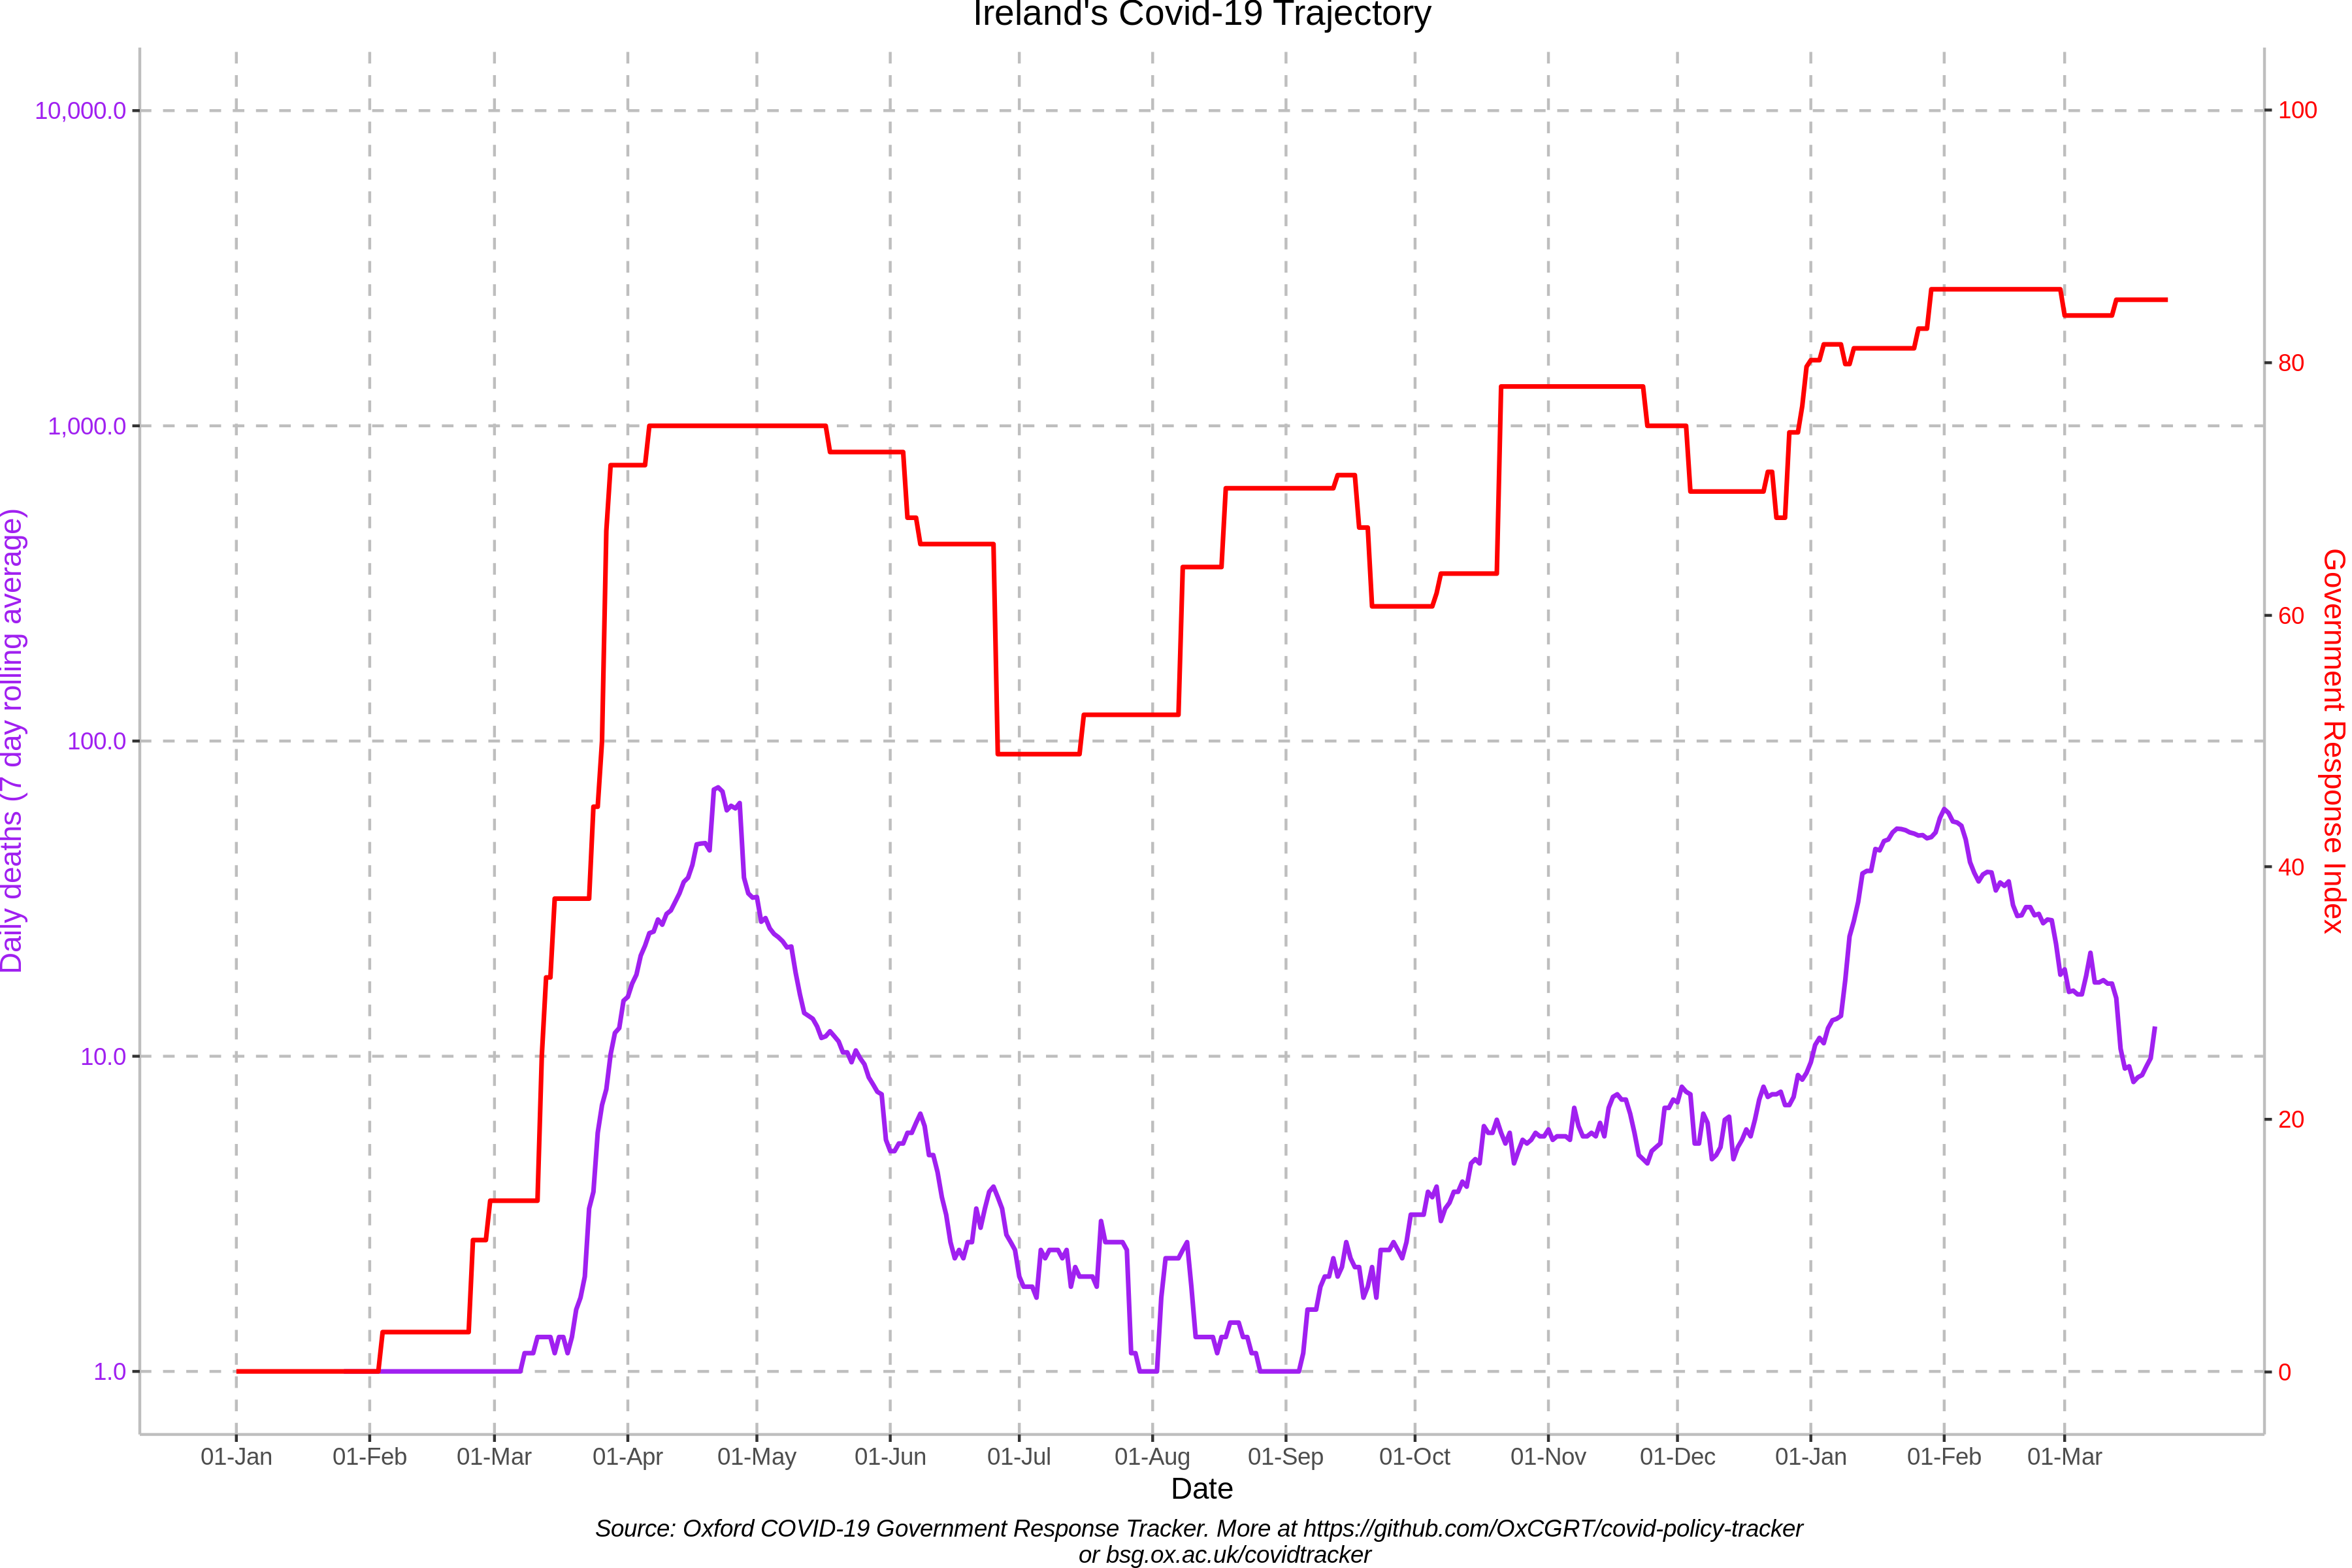 Ireland's Covid-19 Trajectory
10,000.0
1,000.0
100.0
10.0
1.0
Daily deaths (7 day rolling average)
100
80
60
40
20
0
Government Response Index
01-Jan 01-Feb 01-Mar 01-Apr 01-May 01-Jun 01-Jul 01-Aug 01-Sep 01-Oct 01-Nov 01-Dec 01-Jan 01-Feb 01-Mar
Date
Source: Oxford COVID-19 Government Response Tracker. More at https://github.com/OxCGRT/covid-policy-tracker
or bsg.ox.ac.uk/covidtracker